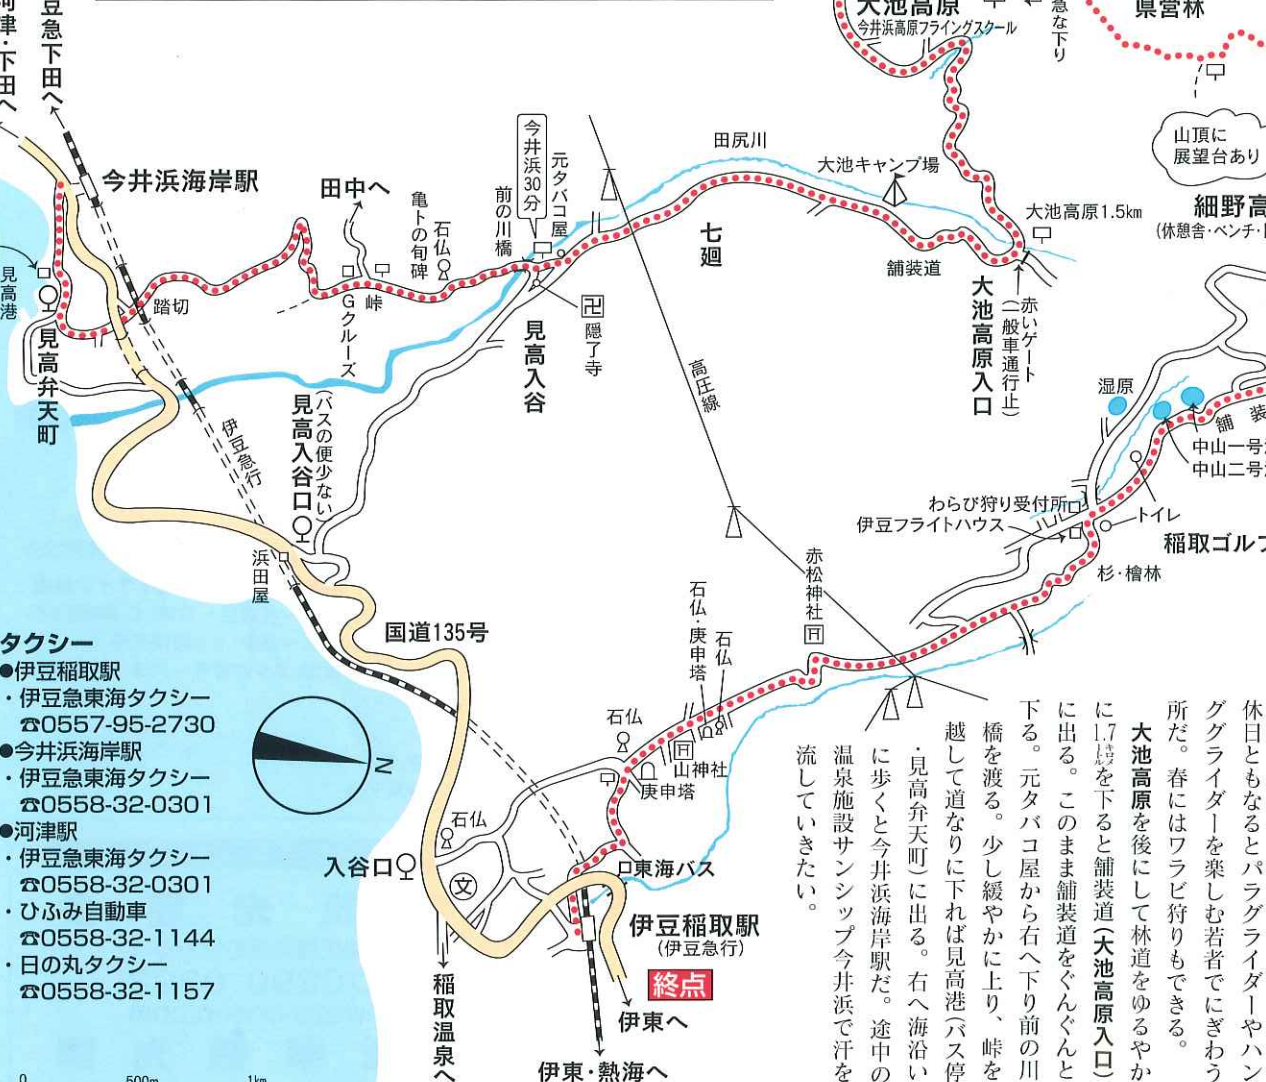 河津・下田へ
豆急下田へ
今井浜海岸駅
見高港
見高弁天町
踏切
田中へ
Gクルーズ
峠
亀卜の旬碑
石仏
前の川橋
今井浜30分
元タバコ屋
卍隠了寺
見高入谷
見高入谷口
(バスの便少ない)
伊豆急行
浜田屋
国道135号
田尻川
七廻
高圧線
大池キャンプ場
舗装道
大池高原
今井浜高原フライングスクール
急な下り
県営林
山頂に
展望台あり
細野高
(休憩舎・ベンチ・
大池高原1.5km
大池高原入口
赤いゲート
(一般車通行止)
湿原
舗装
中山一号
中山二号
わらび狩り受付所
伊豆フライトハウス
トイレ
稲取ゴルフ
杉・檜林
赤松神社
石仏・庚申塔
石仏
石仏
山神社
庚申塔
石仏
入谷口
文
東海バス
伊豆稲取駅
(伊豆急行)
終点
伊東へ
伊東・熱海へ
稲取温泉へ
N
タクシー
●伊豆稲取駅
・伊豆急東海タクシー
☎0557-95-2730
●今井浜海岸駅
・伊豆急東海タクシー
☎0558-32-0301
●河津駅
・伊豆急東海タクシー
☎0558-32-0301
・ひふみ自動車
☎0558-32-1144
・日の丸タクシー
☎0558-32-1157
0 500m 1km
休日ともなるとパラグライダーやハン
ググライダーを楽しむ若者でにぎわう
所だ。春にはワラビ狩りもできる。
大池高原を後にして林道をゆるやか
に1.7キロメートルを下ると舗装道(大池高原入口)
に出る。このまま舗装道をぐんぐんと
下る。元タバコ屋から右へ下り前の川
橋を渡る。少し緩やかに上り、峠を
越して道なりに下れば見高港(バス停
・見高弁天町)に出る。右へ海沿い
に歩くと今井浜海岸駅だ。途中の
温泉施設サンシップ今井浜で汗を
流していきたい。